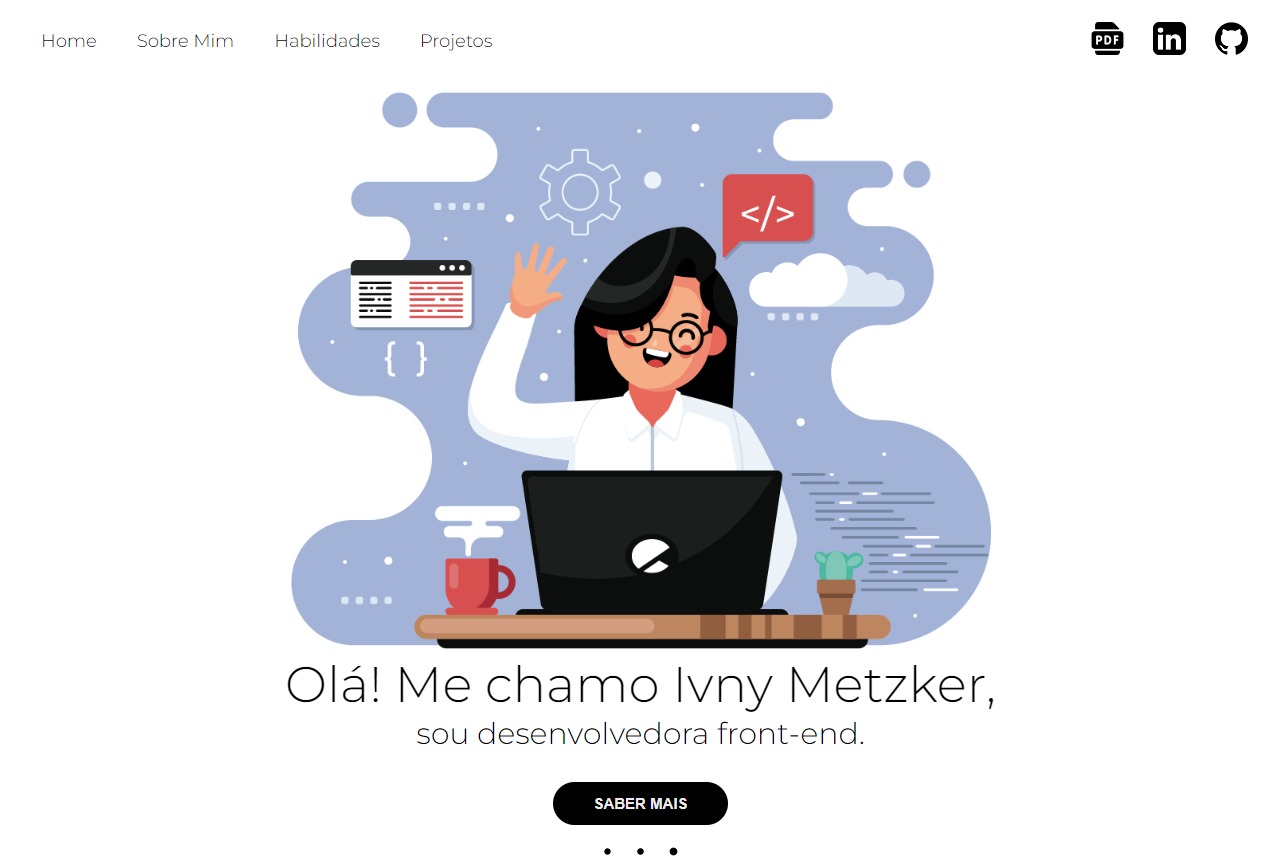 Home Sobre Mim Habilidades Projetos PDF in
</>
{ }
Olá! Me chamo Ivny Metzker,
sou desenvolvedora front-end.
SABER MAIS